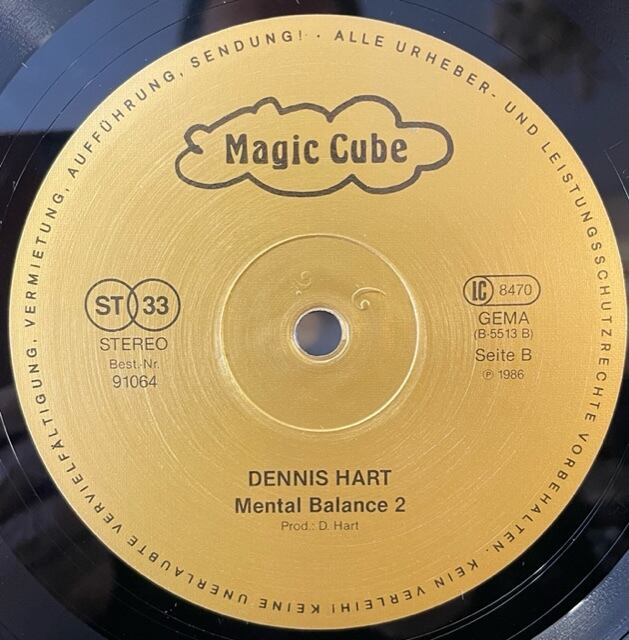 ALLE URHEBER- UND LEISTUNGSSCHUTZRECHTE VORBEHALTEN. KEIN VERLEIH! KEINE UNERLAUBTE VERVIELFÄLTIGUNG, VERMIETUNG, AUFFÜHRUNG, SENDUNG! ·
Magic Cube
ST 33
STEREO
Best.-Nr.
91064
LC 8470
GEMA
(B-5513 B)
Seite B
℗ 1986
DENNIS HART
Mental Balance 2
Prod.: D. Hart